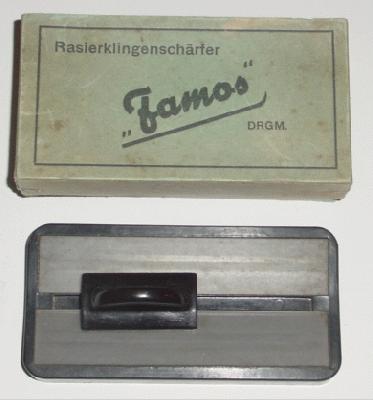 Rasierklingenschärfer
„Famos“
DRGM.